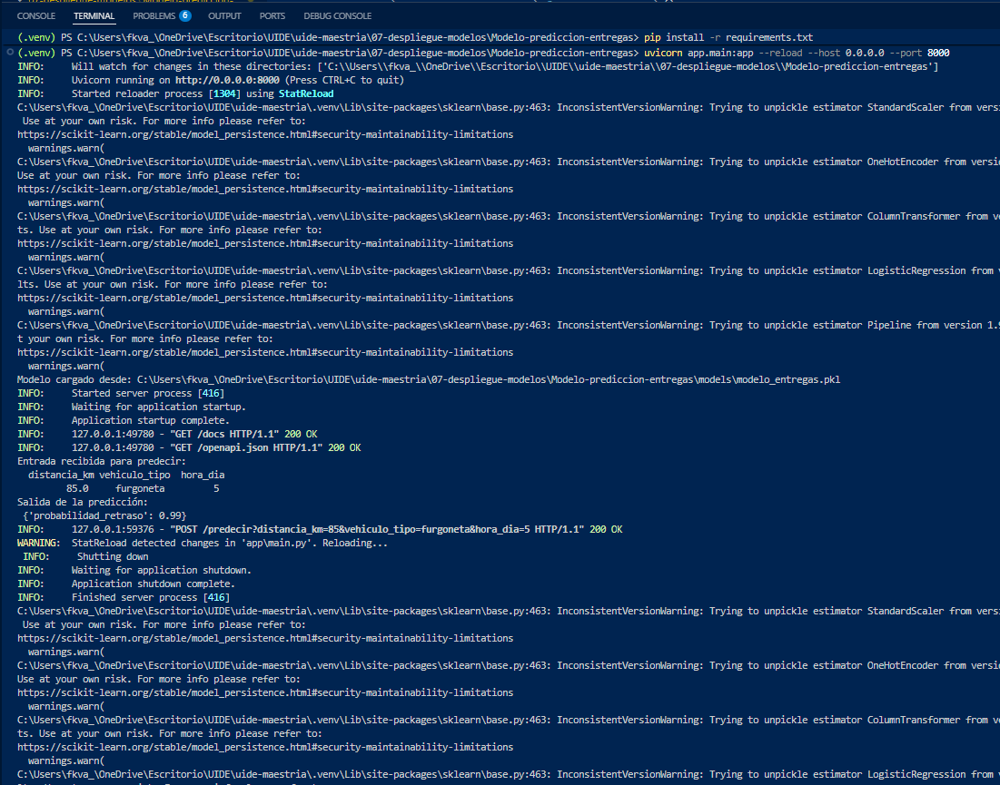 CONSOLE TERMINAL PROBLEMS 6 OUTPUT PORTS DEBUG CONSOLE
(.venv) PS C:\Users\fkva_\OneDrive\Escritorio\UIDE\uide-maestria\07-despliegue-modelos\Modelo-prediccion-entregas> pip install -r requirements.txt
(.venv) PS C:\Users\fkva_\OneDrive\Escritorio\UIDE\uide-maestria\07-despliegue-modelos\Modelo-prediccion-entregas> uvicorn app.main:app --reload --host 0.0.0.0 --port 8000
INFO: Will watch for changes in these directories: ['C:\\Users\\fkva_\\OneDrive\\Escritorio\\UIDE\\uide-maestria\\07-despliegue-modelos\\Modelo-prediccion-entregas']
INFO: Uvicorn running on http://0.0.0.0:8000 (Press CTRL+C to quit)
INFO: Started reloader process [1304] using StatReload
C:\Users\fkva_\OneDrive\Escritorio\UIDE\uide-maestria\.venv\Lib\site-packages\sklearn\base.py:463: InconsistentVersionWarning: Trying to unpickle estimator StandardScaler from vers
Use at your own risk. For more info please refer to:
https://scikit-learn.org/stable/model_persistence.html#security-maintainability-limitations
warnings.warn(
C:\Users\fkva_\OneDrive\Escritorio\UIDE\uide-maestria\.venv\Lib\site-packages\sklearn\base.py:463: InconsistentVersionWarning: Trying to unpickle estimator OneHotEncoder from versio
Use at your own risk. For more info please refer to:
https://scikit-learn.org/stable/model_persistence.html#security-maintainability-limitations
warnings.warn(
C:\Users\fkva_\OneDrive\Escritorio\UIDE\uide-maestria\.venv\Lib\site-packages\sklearn\base.py:463: InconsistentVersionWarning: Trying to unpickle estimator ColumnTransformer from ve
ts. Use at your own risk. For more info please refer to:
https://scikit-learn.org/stable/model_persistence.html#security-maintainability-limitations
warnings.warn(
C:\Users\fkva_\OneDrive\Escritorio\UIDE\uide-maestria\.venv\Lib\site-packages\sklearn\base.py:463: InconsistentVersionWarning: Trying to unpickle estimator LogisticRegression from v
lts. Use at your own risk. For more info please refer to:
https://scikit-learn.org/stable/model_persistence.html#security-maintainability-limitations
warnings.warn(
C:\Users\fkva_\OneDrive\Escritorio\UIDE\uide-maestria\.venv\Lib\site-packages\sklearn\base.py:463: InconsistentVersionWarning: Trying to unpickle estimator Pipeline from version 1.
t your own risk. For more info please refer to:
https://scikit-learn.org/stable/model_persistence.html#security-maintainability-limitations
warnings.warn(
Modelo cargado desde: C:\Users\fkva_\OneDrive\Escritorio\UIDE\uide-maestria\07-despliegue-modelos\Modelo-prediccion-entregas\models\modelo_entregas.pkl
INFO: Started server process [416]
INFO: Waiting for application startup.
INFO: Application startup complete.
INFO: 127.0.0.1:49780 - "GET /docs HTTP/1.1" 200 OK
INFO: 127.0.0.1:49780 - "GET /openapi.json HTTP/1.1" 200 OK
Entrada recibida para predecir:
distancia_km vehiculo_tipo hora_dia
85.0 furgoneta 5
Salida de la predicción:
{'probabilidad_retraso': 0.99}
INFO: 127.0.0.1:59376 - "POST /predecir?distancia_km=85&vehiculo_tipo=furgoneta&hora_dia=5 HTTP/1.1" 200 OK
WARNING: StatReload detected changes in 'app\main.py'. Reloading...
INFO: Shutting down
INFO: Waiting for application shutdown.
INFO: Application shutdown complete.
INFO: Finished server process [416]
C:\Users\fkva_\OneDrive\Escritorio\UIDE\uide-maestria\.venv\Lib\site-packages\sklearn\base.py:463: InconsistentVersionWarning: Trying to unpickle estimator StandardScaler from vers
Use at your own risk. For more info please refer to:
https://scikit-learn.org/stable/model_persistence.html#security-maintainability-limitations
warnings.warn(
C:\Users\fkva_\OneDrive\Escritorio\UIDE\uide-maestria\.venv\Lib\site-packages\sklearn\base.py:463: InconsistentVersionWarning: Trying to unpickle estimator OneHotEncoder from versio
Use at your own risk. For more info please refer to:
https://scikit-learn.org/stable/model_persistence.html#security-maintainability-limitations
warnings.warn(
C:\Users\fkva_\OneDrive\Escritorio\UIDE\uide-maestria\.venv\Lib\site-packages\sklearn\base.py:463: InconsistentVersionWarning: Trying to unpickle estimator ColumnTransformer from ve
ts. Use at your own risk. For more info please refer to:
https://scikit-learn.org/stable/model_persistence.html#security-maintainability-limitations
warnings.warn(
C:\Users\fkva_\OneDrive\Escritorio\UIDE\uide-maestria\.venv\Lib\site-packages\sklearn\base.py:463: InconsistentVersionWarning: Trying to unpickle estimator LogisticRegression from v